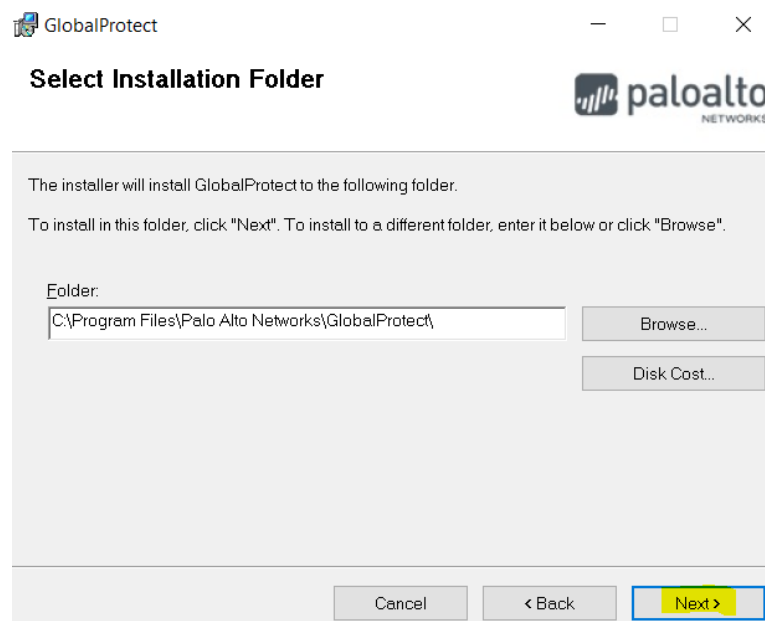 GlobalProtect
Select Installation Folder
paloalto
NETWORKS
The installer will install GlobalProtect to the following folder.
To install in this folder, click "Next". To install to a different folder, enter it below or click "Browse".
Folder:
C:\Program Files\Palo Alto Networks\GlobalProtect\
Browse...
Disk Cost...
Cancel
< Back
Next >